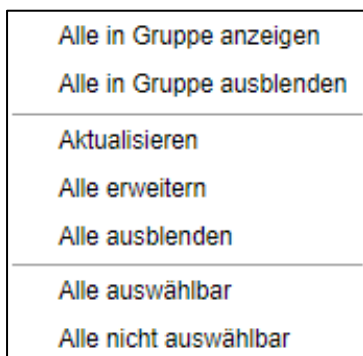 Alle in Gruppe anzeigen
Alle in Gruppe ausblenden
Aktualisieren
Alle erweitern
Alle ausblenden
Alle auswählbar
Alle nicht auswählbar